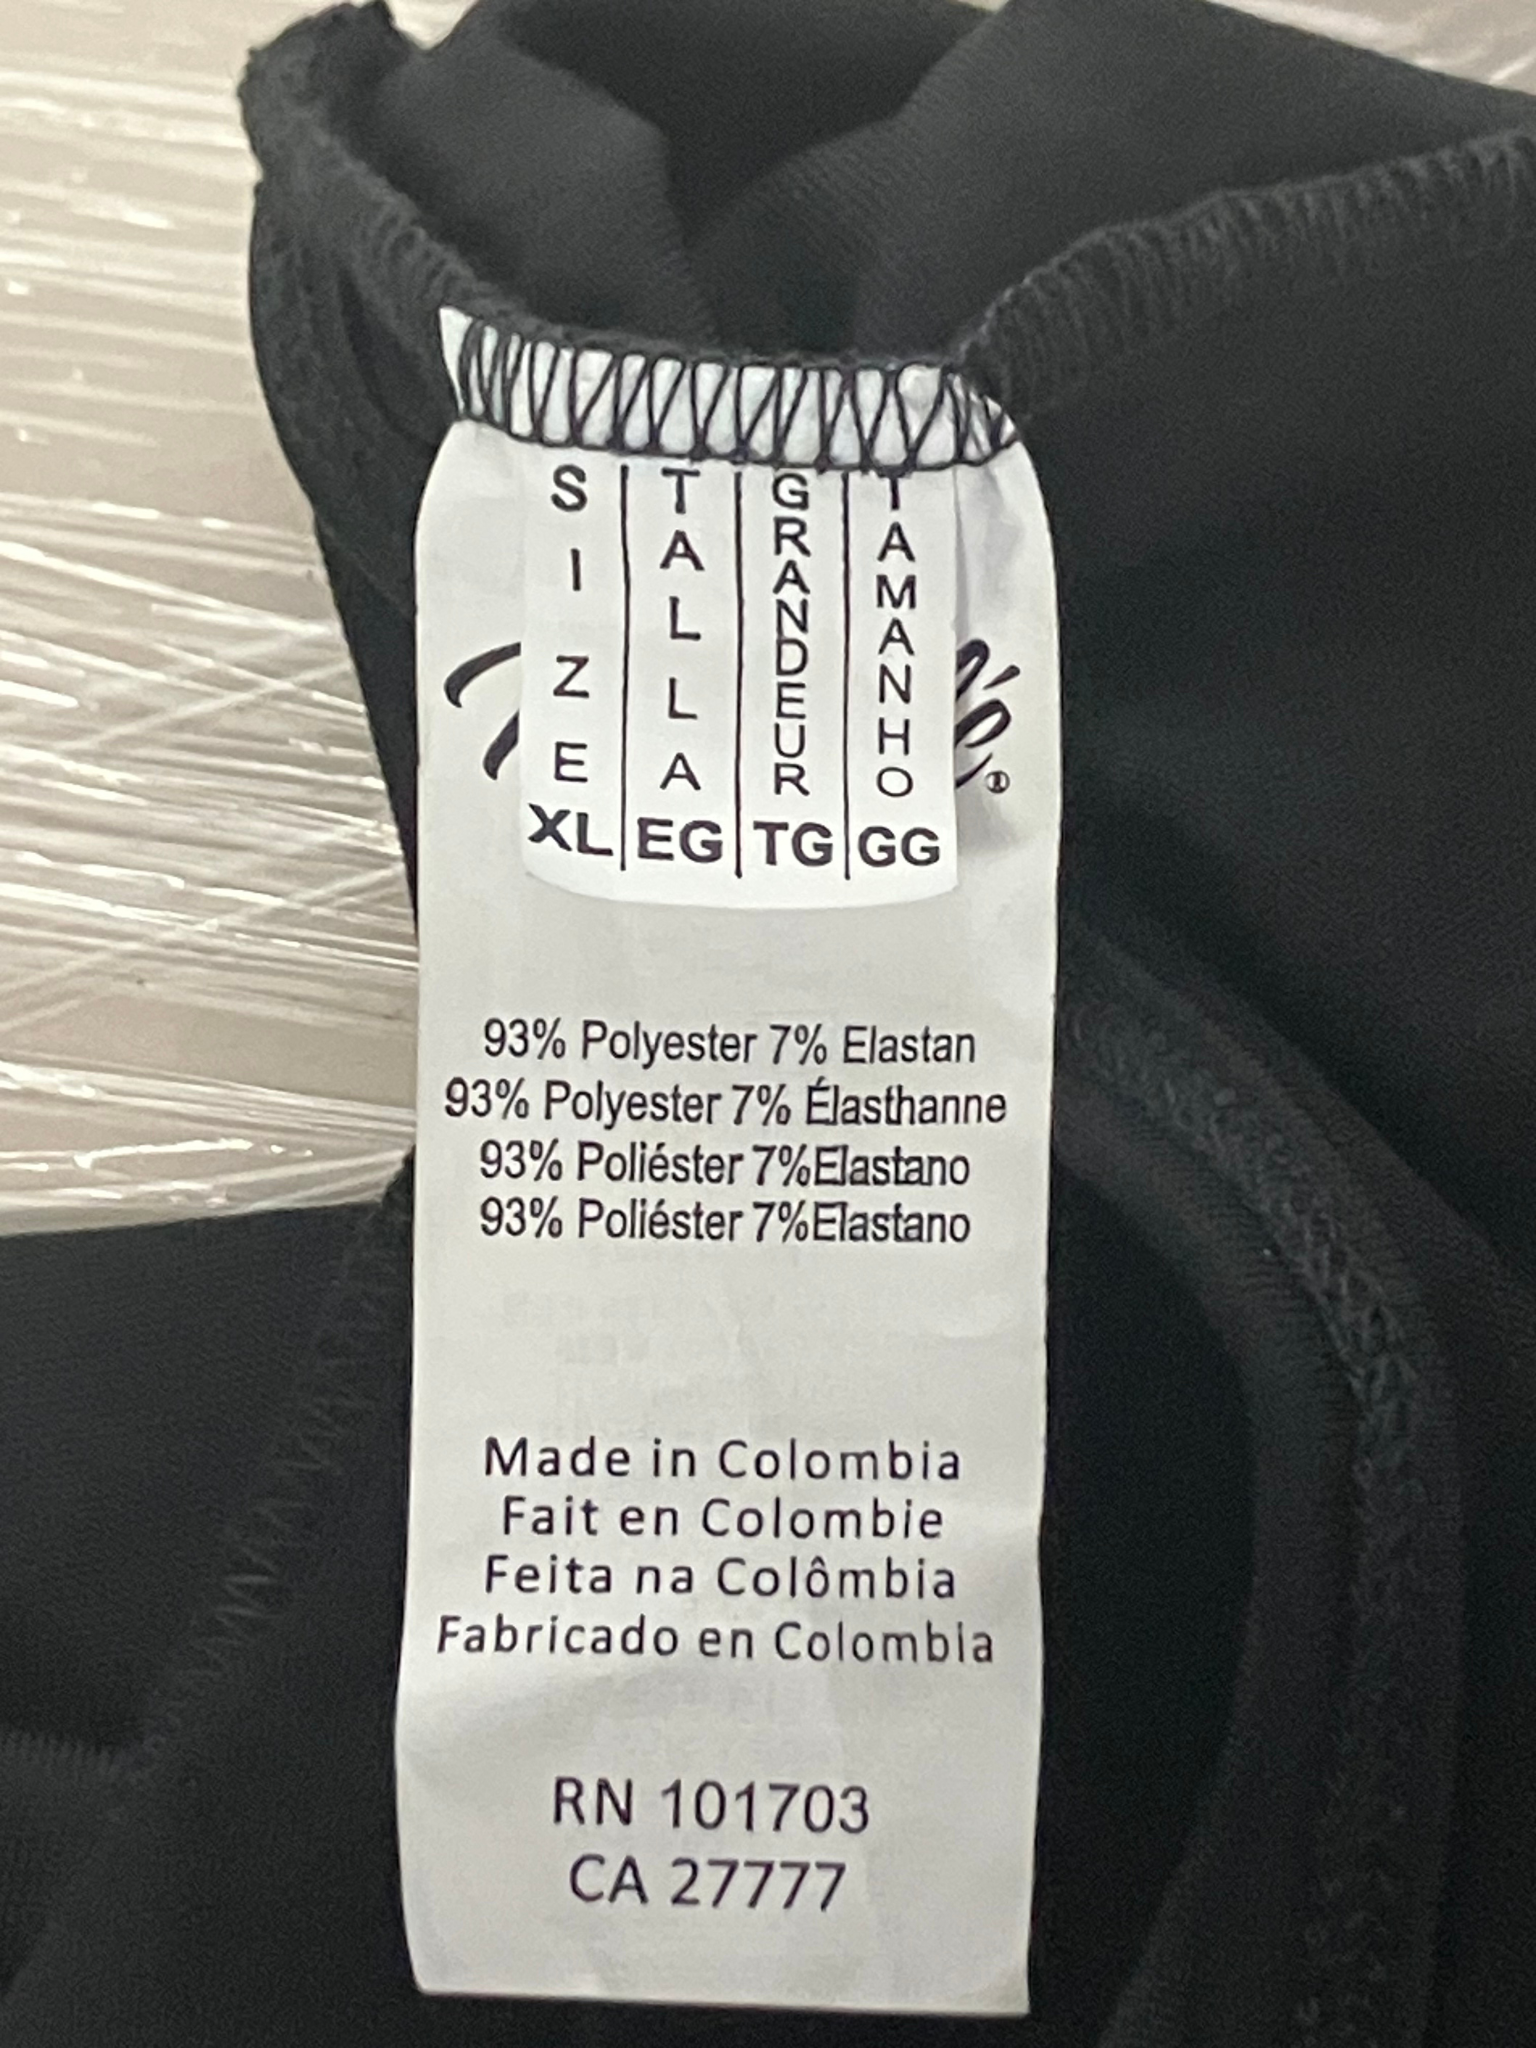 SIZE | TALLA | GRANDEUR | TAMANHO
XL | EG | TG | GG
93% Polyester 7% Elastan
93% Polyester 7% Élasthanne
93% Poliéster 7%Elastano
93% Poliéster 7%Elastano
Made in Colombia
Fait en Colombie
Feita na Colômbia
Fabricado en Colombia
RN 101703
CA 27777